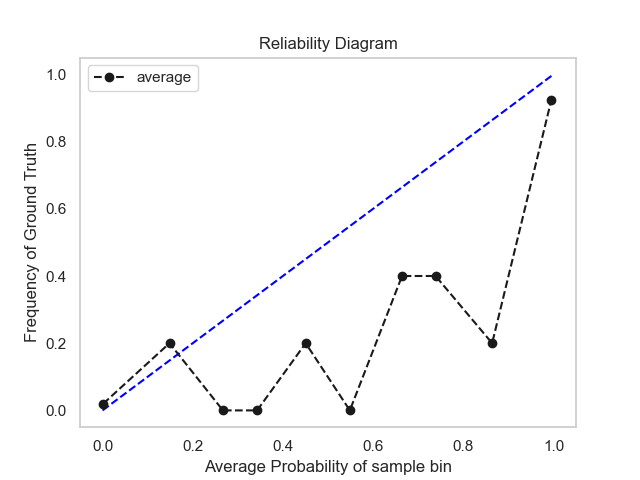 Reliability Diagram
average
1.0
0.8
0.6
0.4
0.2
0.0
Frequency of Ground Truth
0.0 0.2 0.4 0.6 0.8 1.0
Average Probability of sample bin